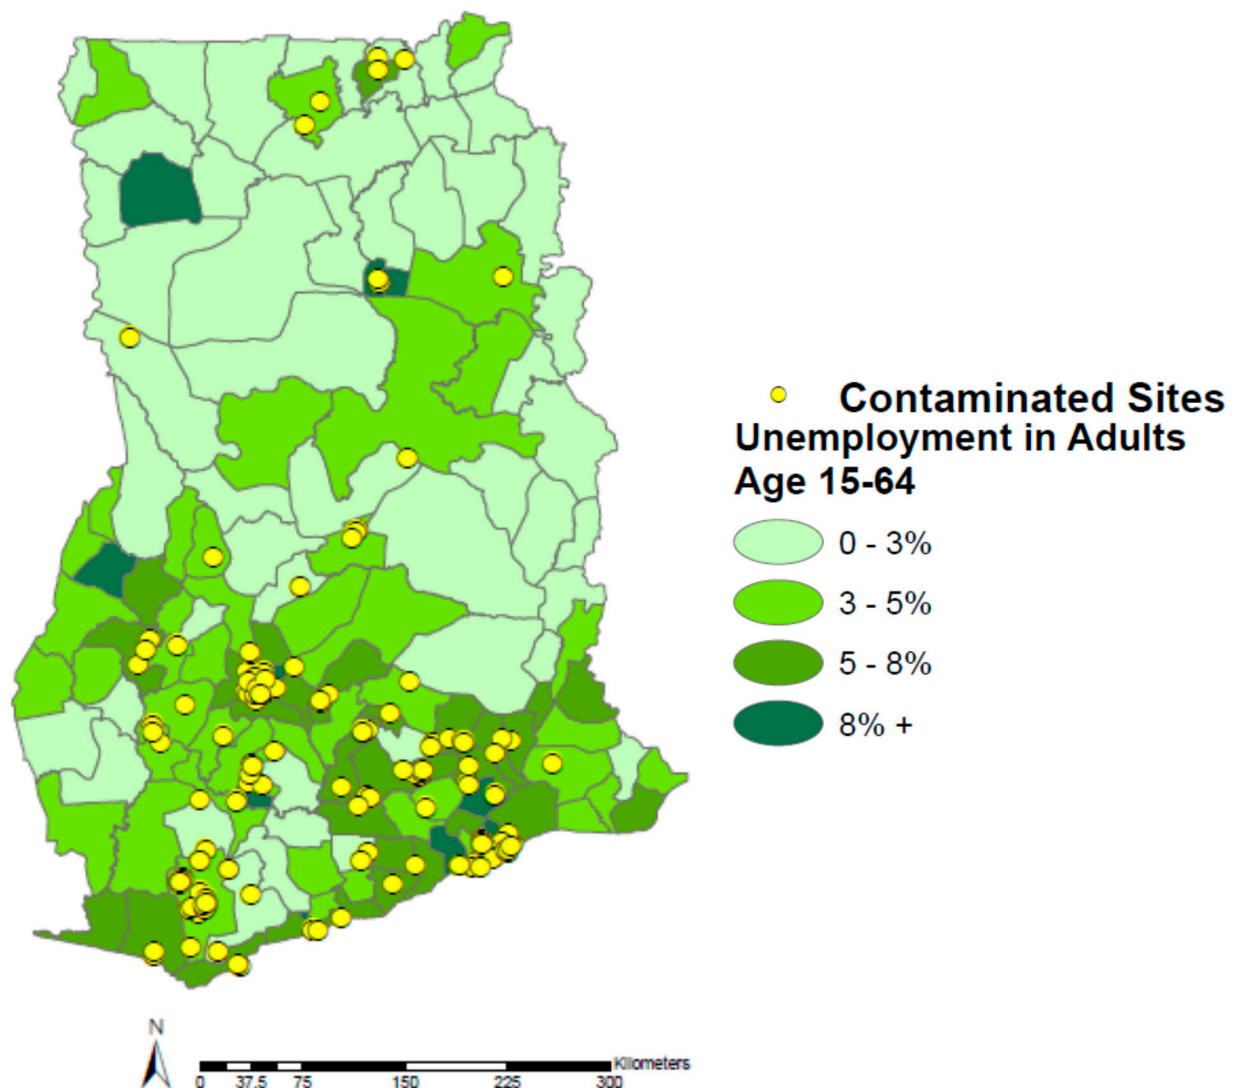 Contaminated Sites
Unemployment in Adults
Age 15-64
0 - 3%
3 - 5%
5 - 8%
8% +
N
Kilometers
0 37.5 75 150 225 300